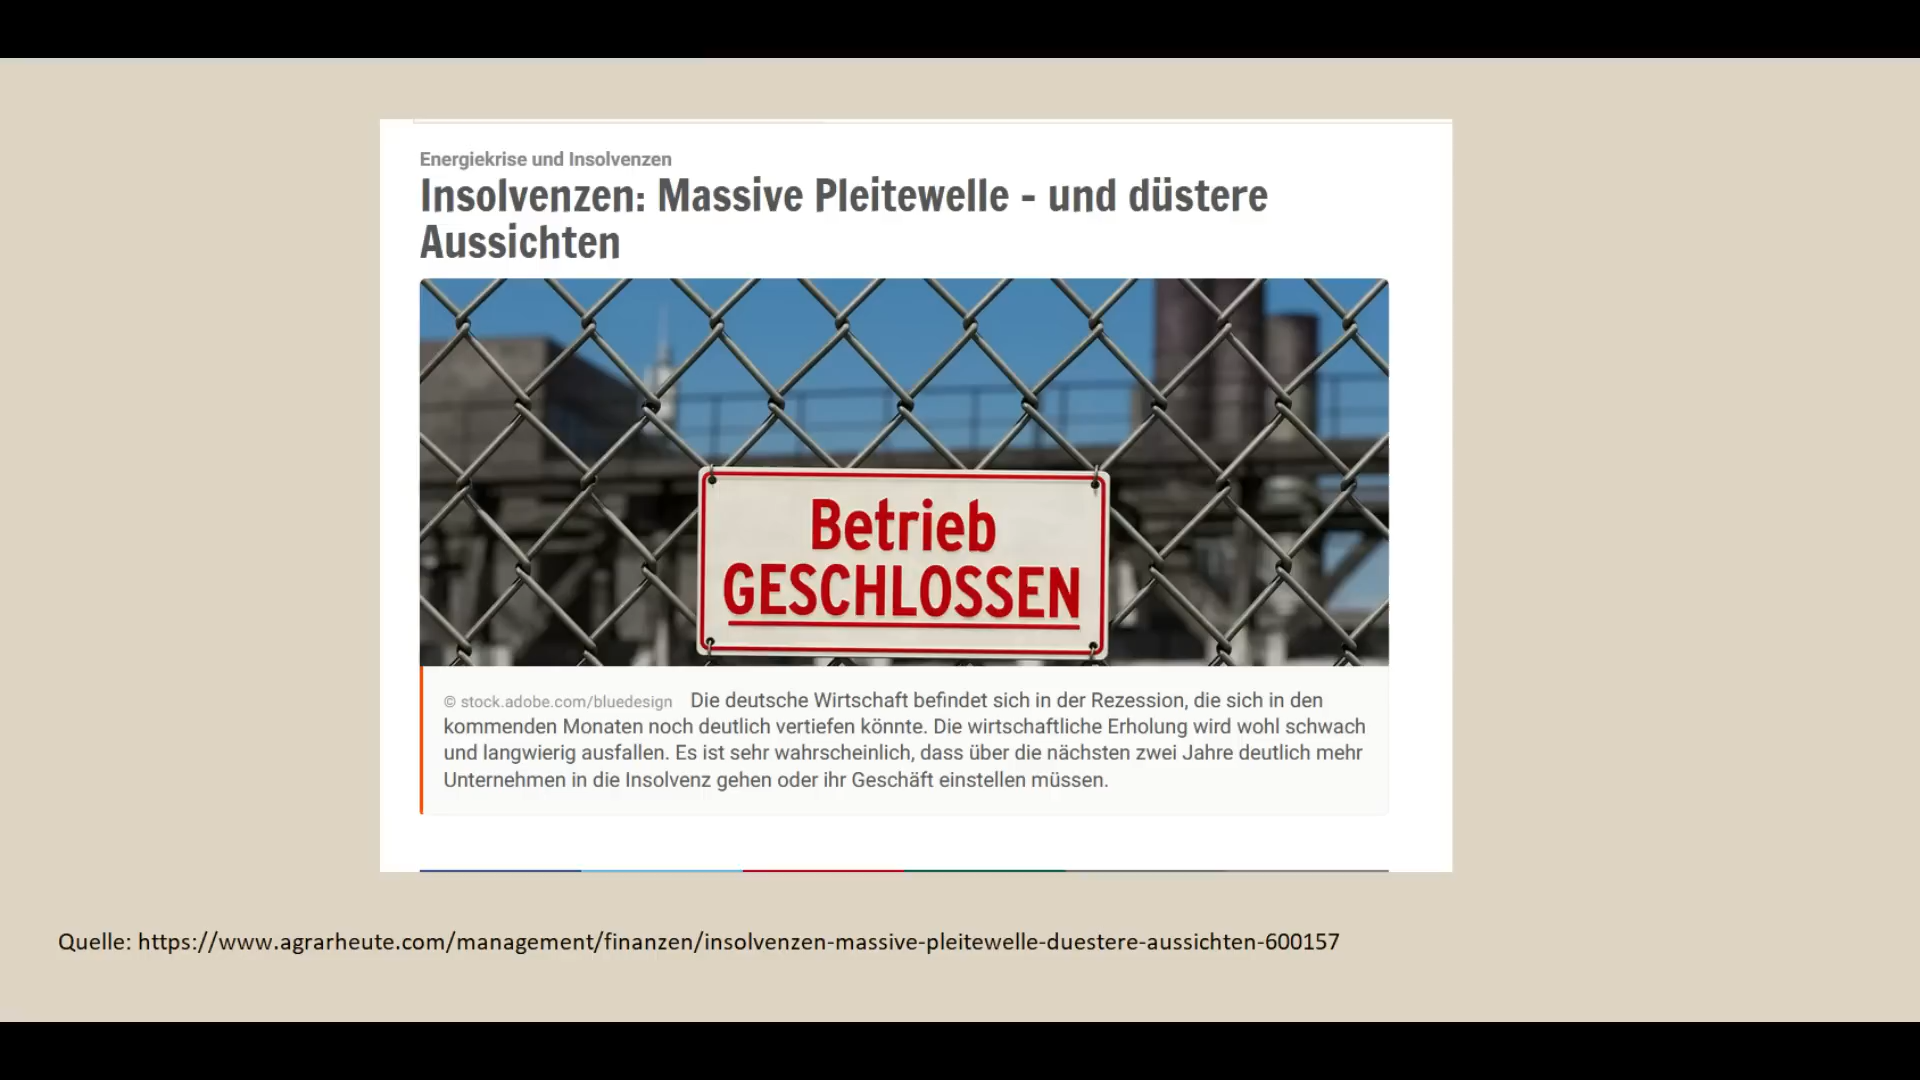 Energiekrise und Insolvenzen
Insolvenzen: Massive Pleitewelle - und düstere
Aussichten
Betrieb
GESCHLOSSEN
© stock.adobe.com/bluedesign Die deutsche Wirtschaft befindet sich in der Rezession, die sich in den
kommenden Monaten noch deutlich vertiefen könnte. Die wirtschaftliche Erholung wird wohl schwach
und langwierig ausfallen. Es ist sehr wahrscheinlich, dass über die nächsten zwei Jahre deutlich mehr
Unternehmen in die Insolvenz gehen oder ihr Geschäft einstellen müssen.
Quelle: https://www.agrarheute.com/management/finanzen/insolvenzen-massive-pleitewelle-duestere-aussichten-600157